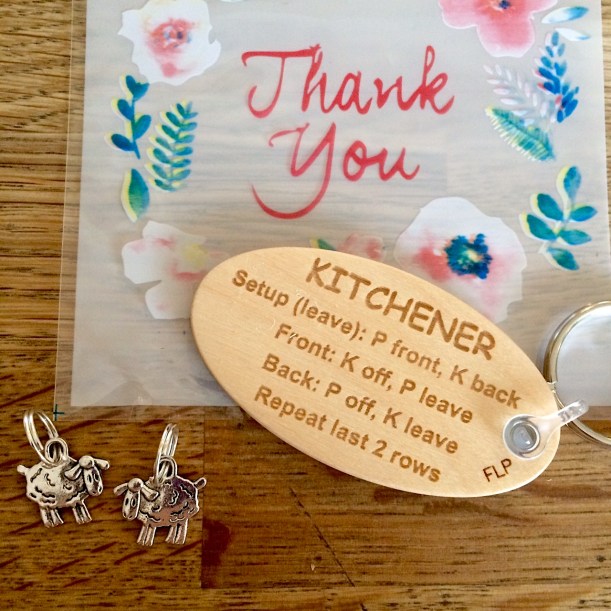 Thank
You
KITCHENER
Setup (leave): P front, K back
Front: K off, P leave
Back: P off, K leave
Repeat last 2 rows
FLP